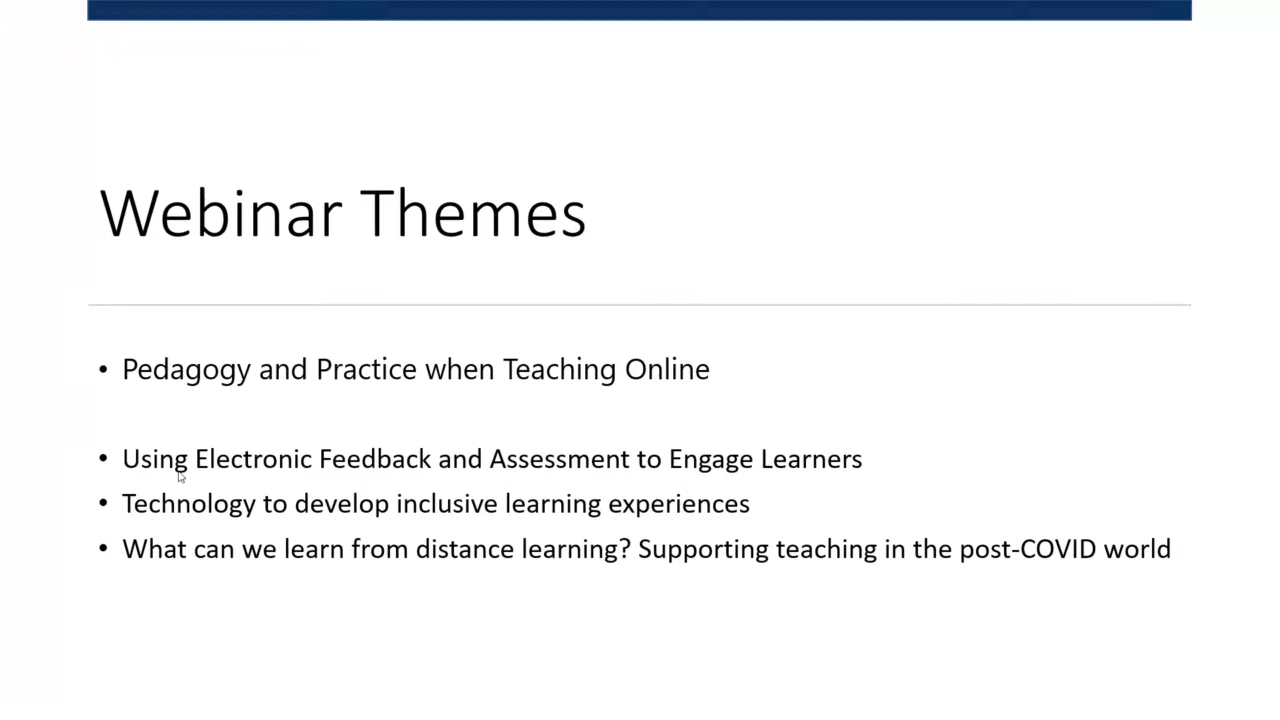 Webinar Themes
• Pedagogy and Practice when Teaching Online
• Using Electronic Feedback and Assessment to Engage Learners
• Technology to develop inclusive learning experiences
• What can we learn from distance learning? Supporting teaching in the post-COVID world